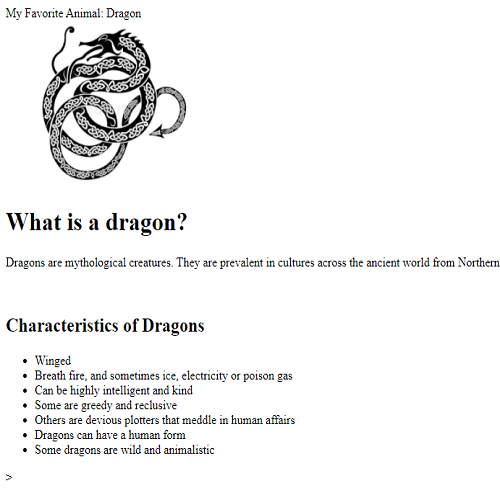 My Favorite Animal: Dragon
What is a dragon?
Dragons are mythological creatures. They are prevalent in cultures across the ancient world from Northern
Characteristics of Dragons
• Winged
• Breath fire, and sometimes ice, electricity or poison gas
• Can be highly intelligent and kind
• Some are greedy and reclusive
• Others are devious plotters that meddle in human affairs
• Dragons can have a human form
• Some dragons are wild and animalistic
>